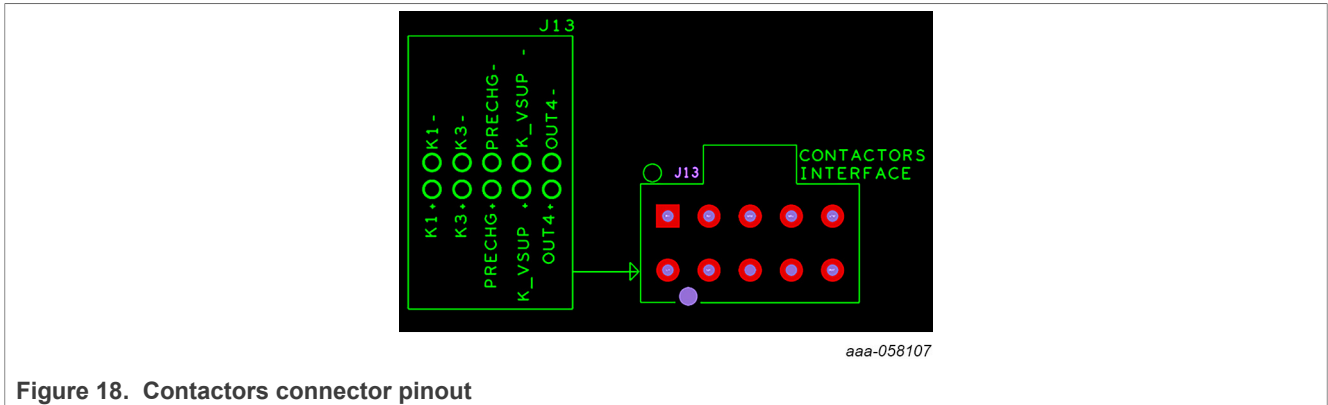 J13
K1- K3- PRECHG- K_VSUP - OUT4-
K1+ K3+ PRECHG+ K_VSUP + OUT4+
J13
CONTACTORS
INTERFACE
aaa-058107
Figure 18. Contactors connector pinout